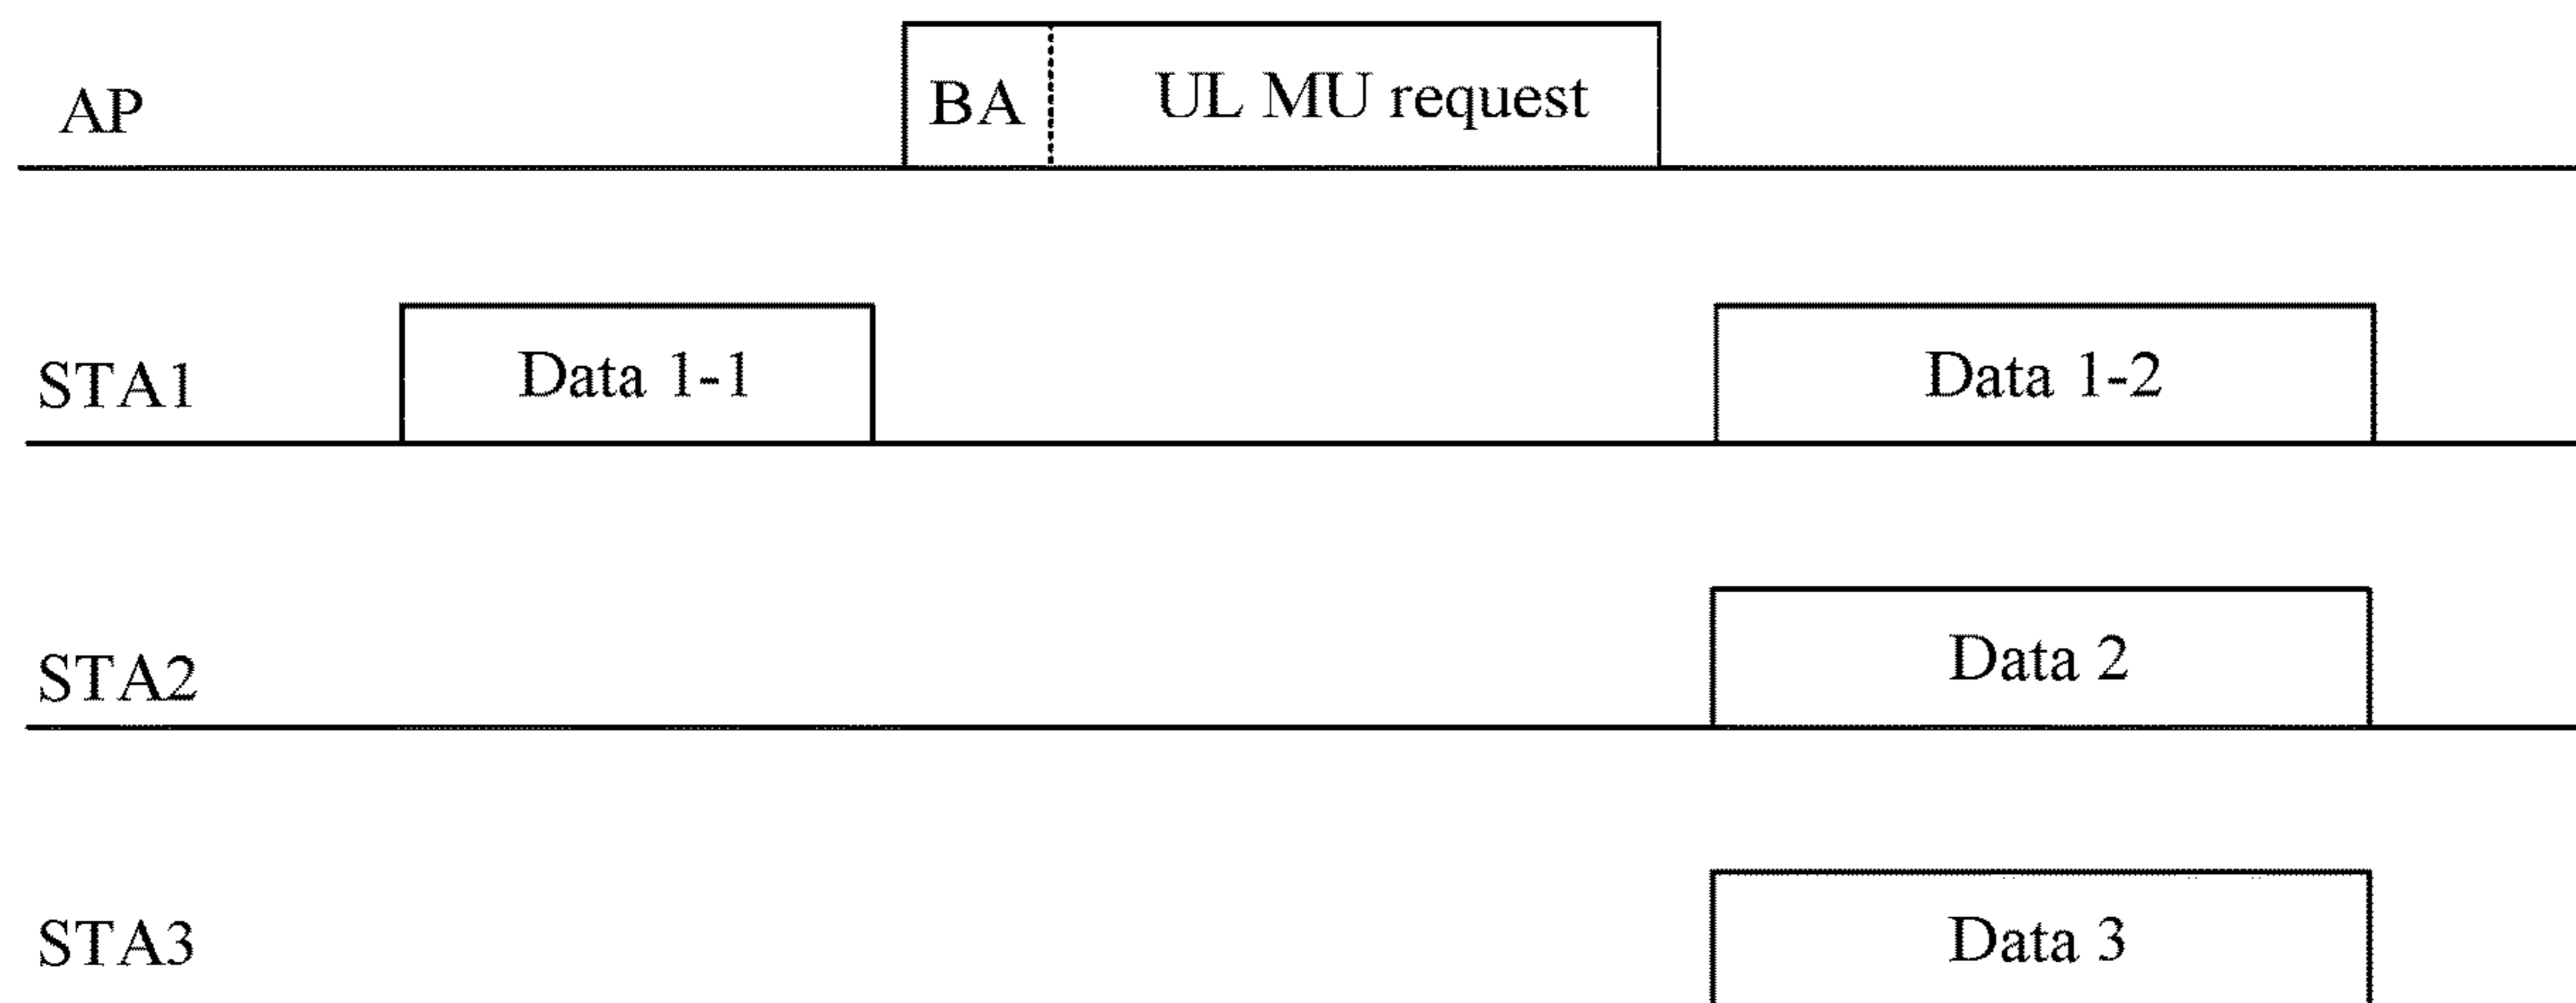 AP
BA
UL MU request
STA1
Data 1-1
Data 1-2
STA2
Data 2
STA3
Data 3